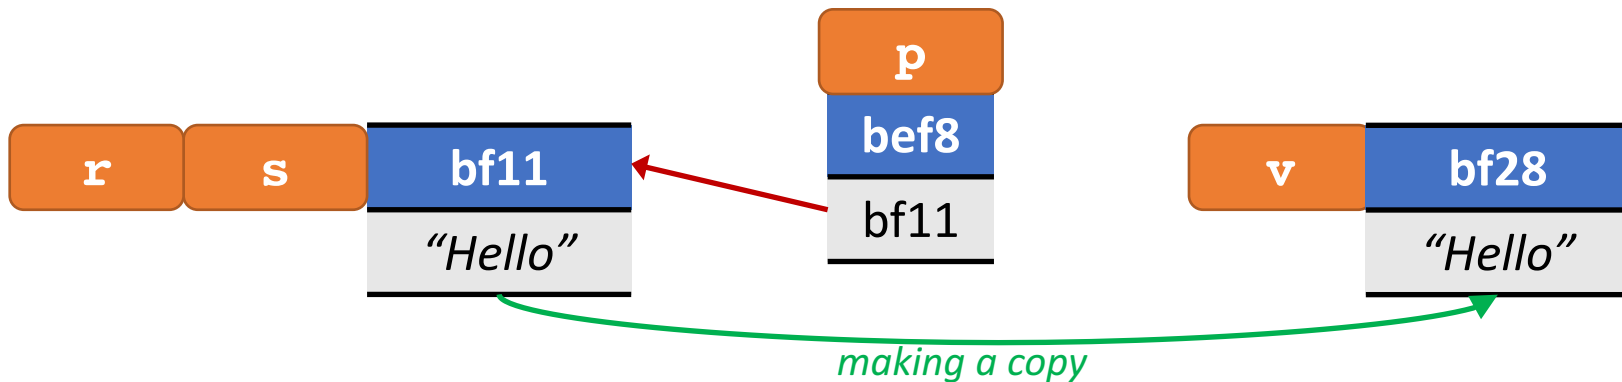 p
bef8
bf11
r s bf11
“Hello”
v bf28
“Hello”
making a copy